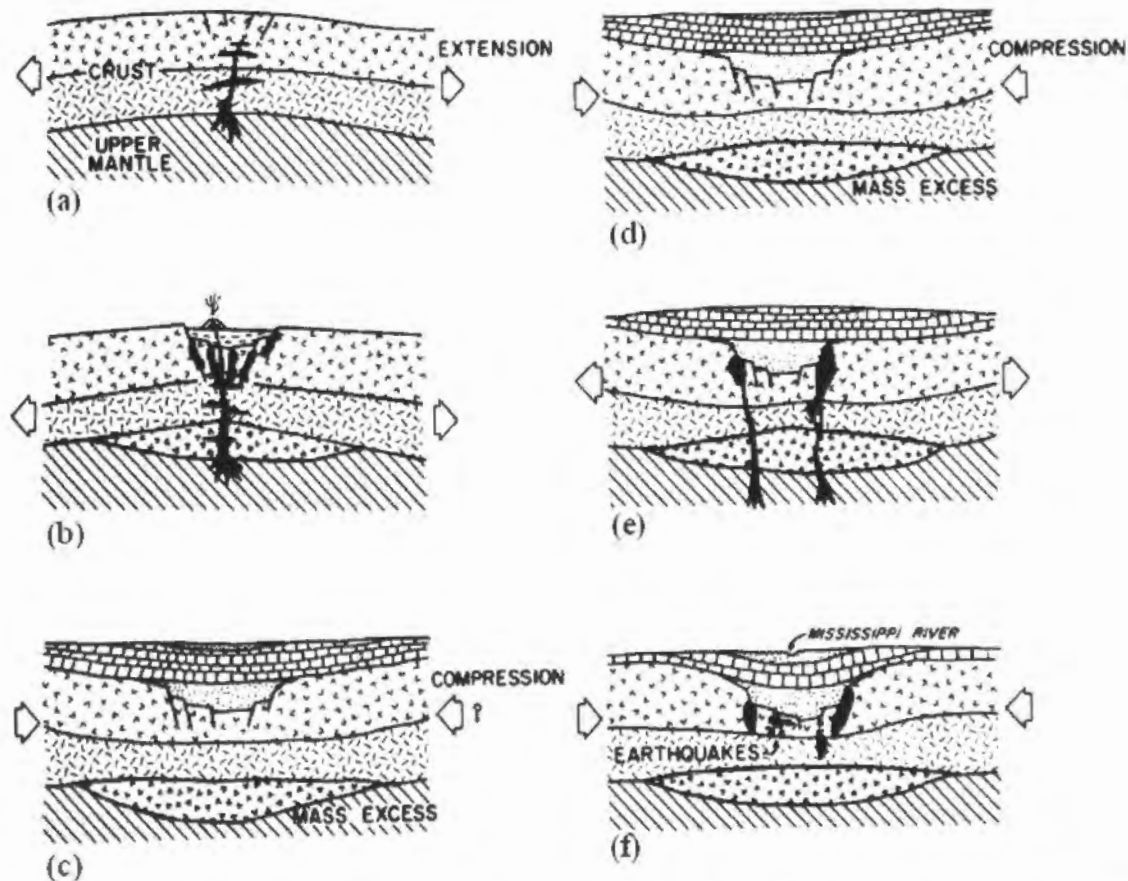 EXTENSION
CRUST
UPPER
MANTLE
(a)
(b)
COMPRESSION
?
MASS EXCESS
(c)
COMPRESSION
MASS EXCESS
(d)
(e)
MISSISSIPPI RIVER
EARTHQUAKES
(f)